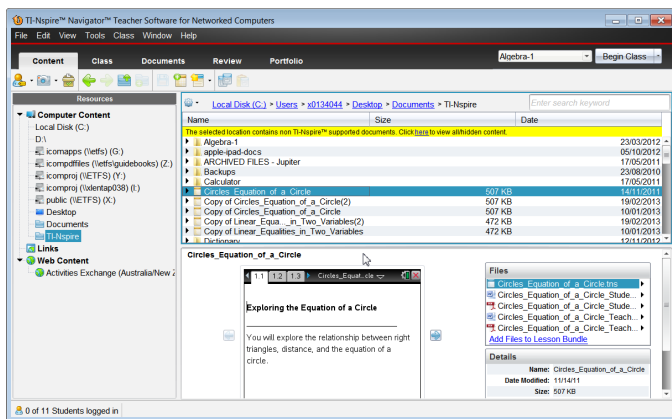 TI-Nspire™ Navigator™ Teacher Software for Networked Computers
File Edit View Tools Class Window Help
Content Class Documents Review Portfolio
Algebra-1 Begin Class
Resources
Computer Content
Local Disk (C:)
D:\
icornapps (\\etfs) (G:)
icornpdffiles (\\etfs\guidebooks) (Z:)
icomproj (\\ETFS) (Y:)
icomproj (\\xlentap038) (I:)
public (\\ETFS) (X:)
Desktop
Documents
TI-Nspire
Links
Web Content
Activities Exchange (Australia/New Z
Local Disk (C:) > Users > x0134044 > Desktop > Documents > TI-Nspire
Enter search keyword
Name Size Date
The selected location contains non TI-Nspire™ supported documents. Click here to view all/hidden content.
Algebra-1 23/03/2012
apple-ipad-docs 05/10/2012
ARCHIVED FILES - Jupiter 17/05/2011
Backups 23/08/2010
Calculator 17/05/2011
Circles_Equation_of_a_Circle 507 KB 14/11/2011
Copy of Circles_Equation_of_a_Circle(2) 507 KB 19/02/2013
Copy of Circles_Equation_of_a_Circle 507 KB 10/01/2013
Copy of Linear_Equa..._in_Two_Variables(2) 472 KB 19/02/2013
Copy of Linear_Equalities_in_Two_Variables 472 KB 10/01/2013
Dictionary 12/11/2012
Circles_Equation_of_a_Circle
1.1 1.2 1.3 Circles_Equat...cle
Exploring the Equation of a Circle
You will explore the relationship between right
triangles, distance, and the equation of a
circle.
Files
Circles_Equation_of_a_Circle.tns
Circles_Equation_of_a_Circle_Stude...
Circles_Equation_of_a_Circle_Stude...
Circles_Equation_of_a_Circle_Teach...
Circles_Equation_of_a_Circle_Teach...
Add Files to Lesson Bundle
Details
Name: Circles_Equation_of_a_Circle
Date Modified: 11/14/11
Size: 507 KB
0 of 11 Students logged in